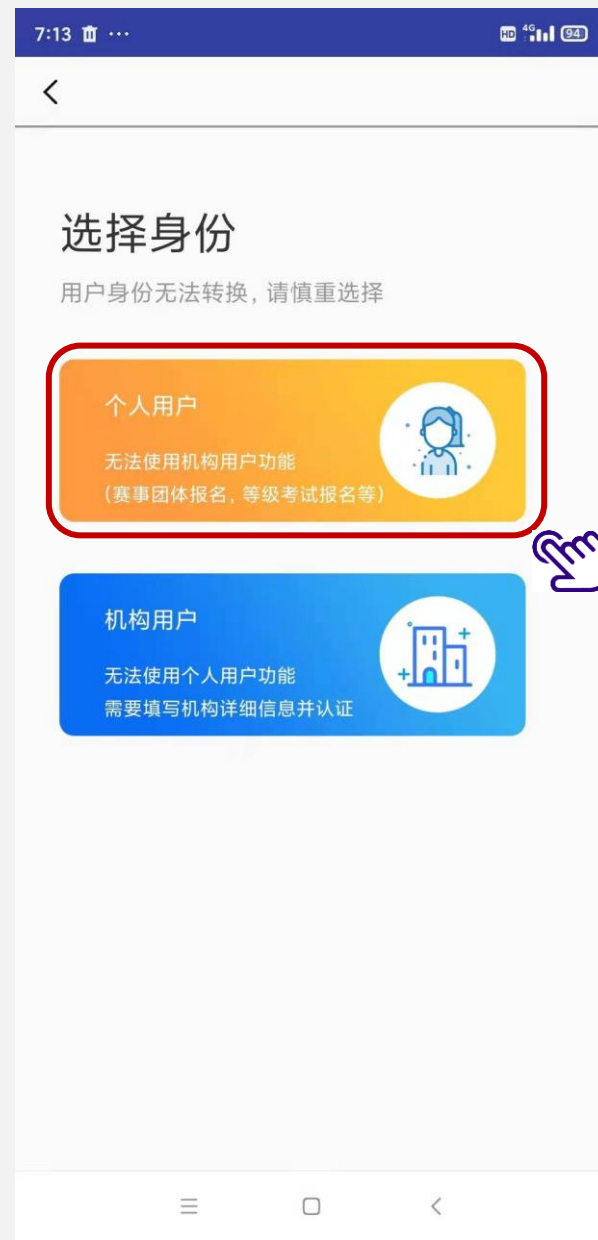 7:13 ···
HD 4G 94
选择身份
用户身份无法转换，请慎重选择
个人用户
无法使用机构用户功能
(赛事团体报名，等级考试报名等)
机构用户
无法使用个人用户功能
需要填写机构详细信息并认证